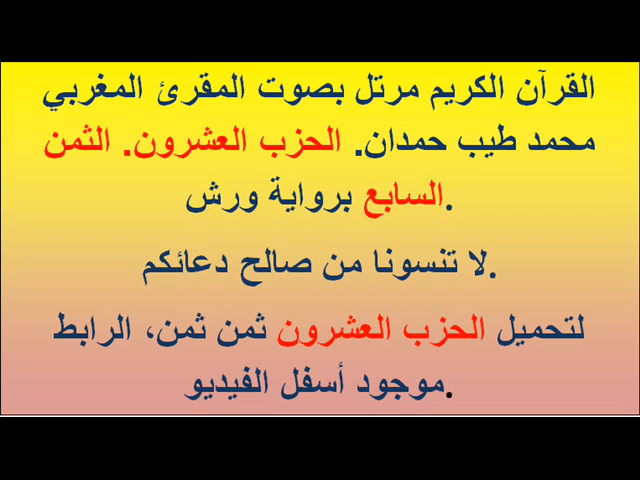 القرآن الكريم مرتل بصوت المقرئ المغربي
محمد طيب حمدان. الحزب العشرون. الثمن
السابع برواية ورش.
لا تنسونا من صالح دعائكم.
لتحميل الحزب العشرون ثمن ثمن، الرابط
موجود أسفل الفيديو.